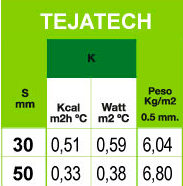 TEJATECH
K
S
mm
Kcal
m2h ºC
Watt
m2 ºC
Peso
Kg/m2
0.5 mm.
30 0,51 0,59 6,04
50 0,33 0,38 6,80